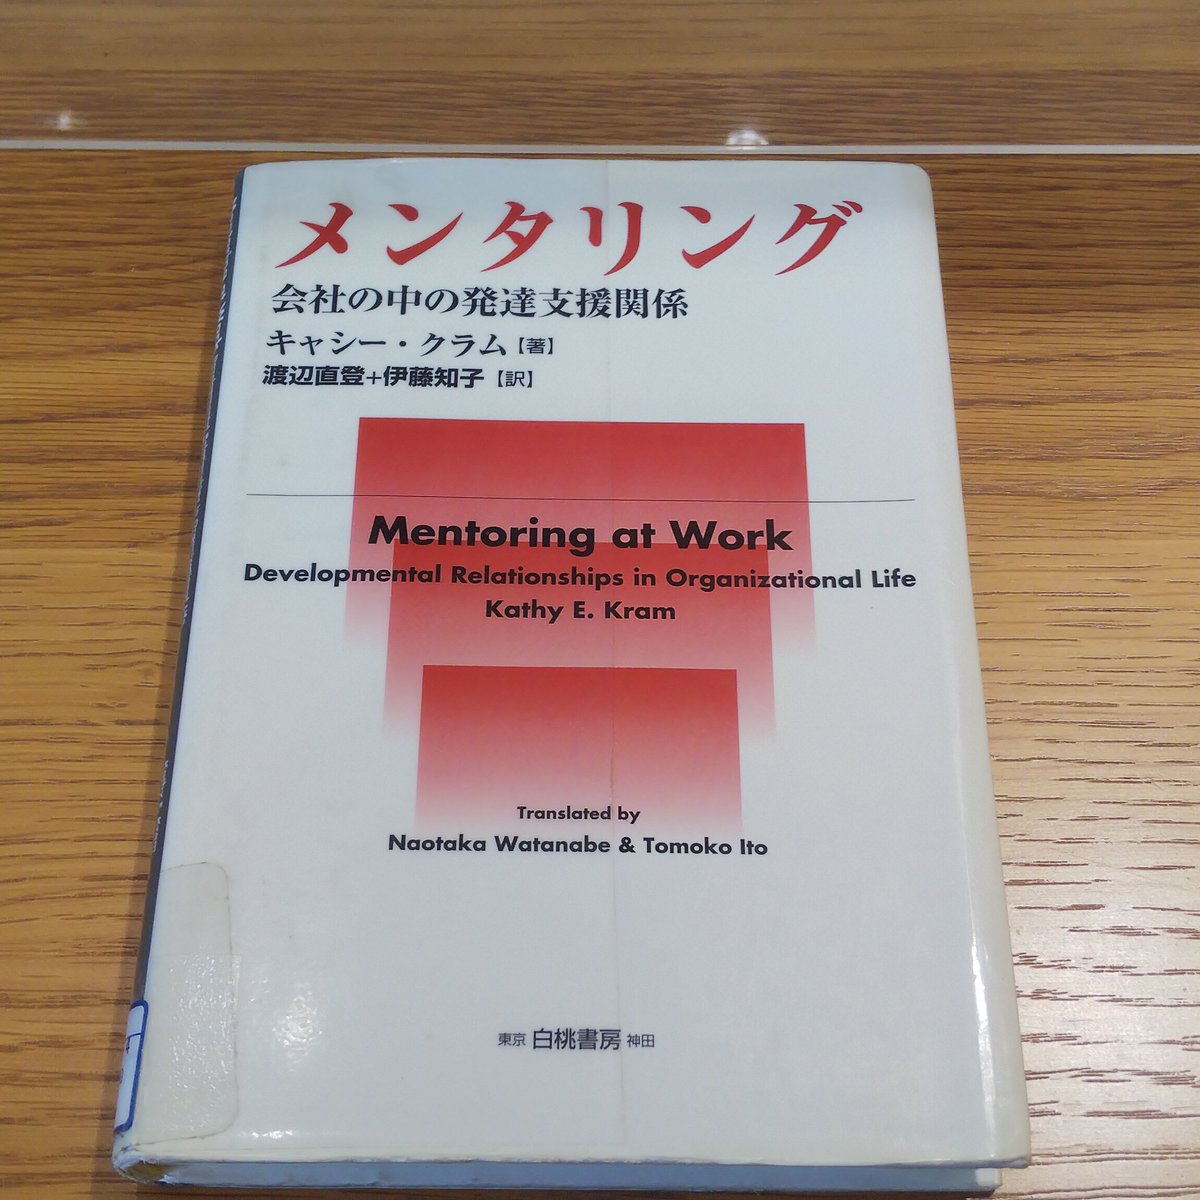 メンタリング
会社の中の発達支援関係
キャシー・クラム【著】
渡辺直登+伊藤知子【訳】
Mentoring at Work
Developmental Relationships in Organizational Life
Kathy E. Kram
Translated by
Naotaka Watanabe & Tomoko Ito
東京 白桃書房 神田